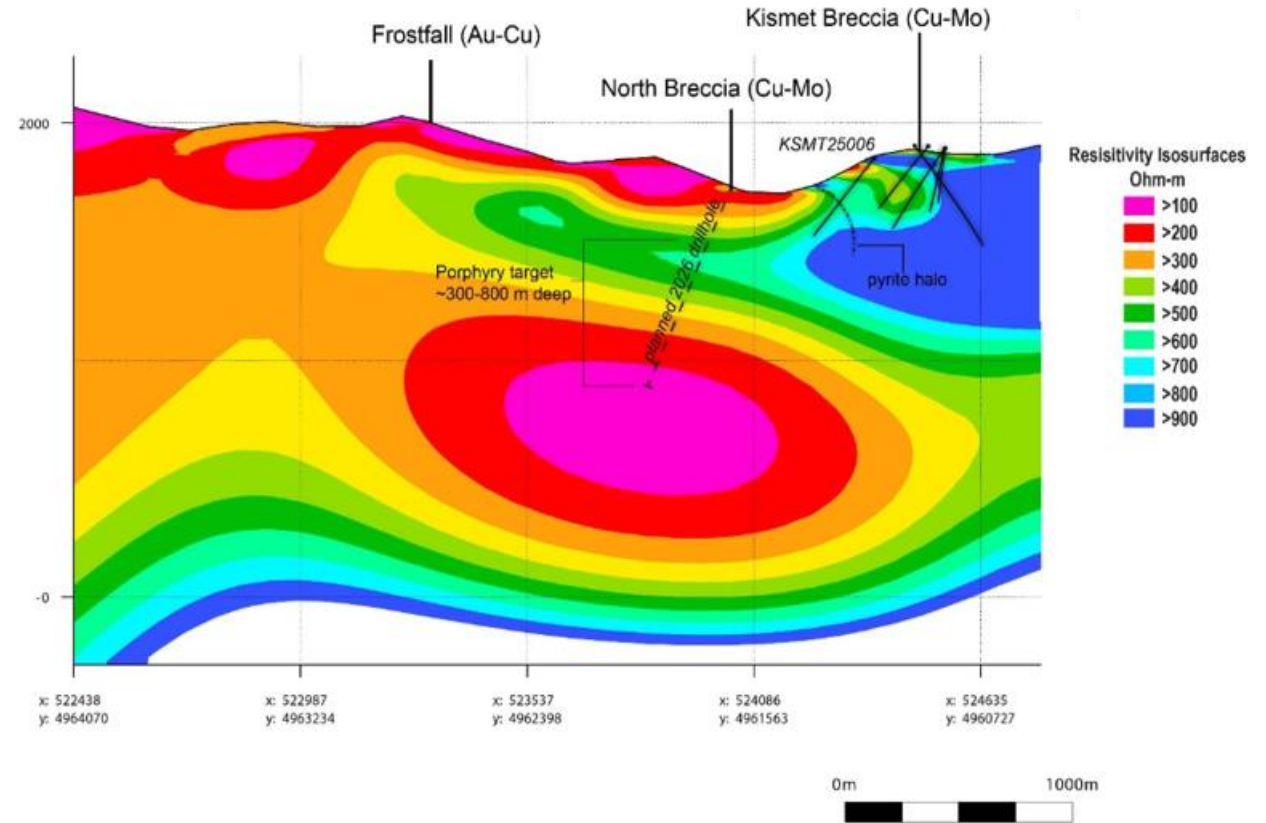 Kismet Breccia (Cu-Mo)
Frostfall (Au-Cu)
North Breccia (Cu-Mo)
KSMT25006
2000
Resisitivity Isosurfaces
Ohm-m
>100
>200
>300
>400
>500
>600
>700
>800
>900
planned 2026 drillhole
Porphyry target
~300-800 m deep
pyrite halo
-0
x: 522438
y: 4964070
x: 522987
y: 4963234
x: 523537
y: 4962398
x: 524086
y: 4961563
x: 524635
y: 4960727
0m
1000m